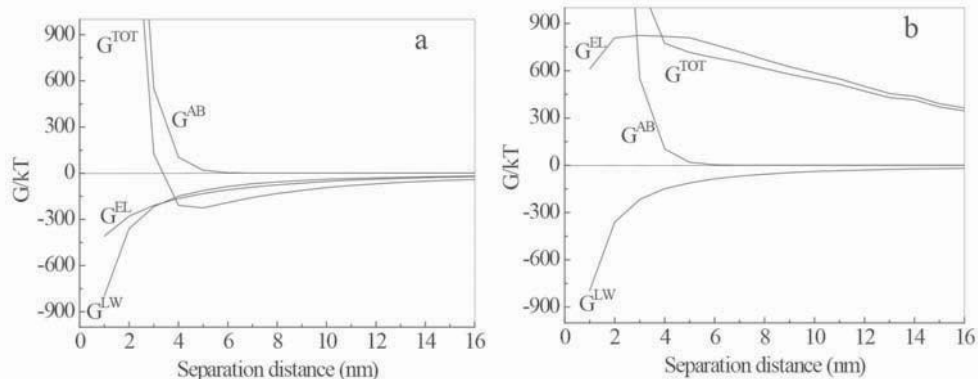 a
G^TOT
G^AB
G^EL
G^LW
900
600
300
0
-300
-600
-900
G/kT
0 2 4 6 8 10 12 14 16
Separation distance (nm)
b
G^EL
G^TOT
G^AB
G^LW
900
600
300
0
-300
-600
-900
G/kT
0 2 4 6 8 10 12 14 16
Separation distance (nm)